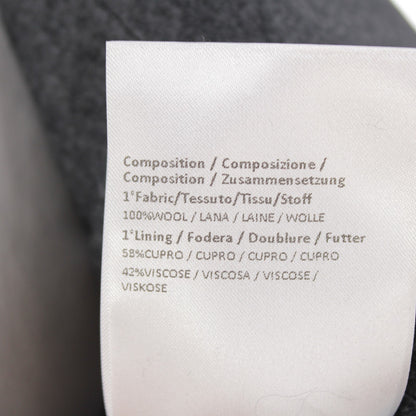 Composition / Composizione /
Composition / Zusammensetzung
1°Fabric/Tessuto/Tissu/Stoff
100%WOOL / LANA / LAINE / WOLLE
1°Lining / Fodera / Doublure / Futter
58%CUPRO / CUPRO / CUPRO / CUPRO
42%VISCOSE / VISCOSA / VISCOSE /
VISKOSE